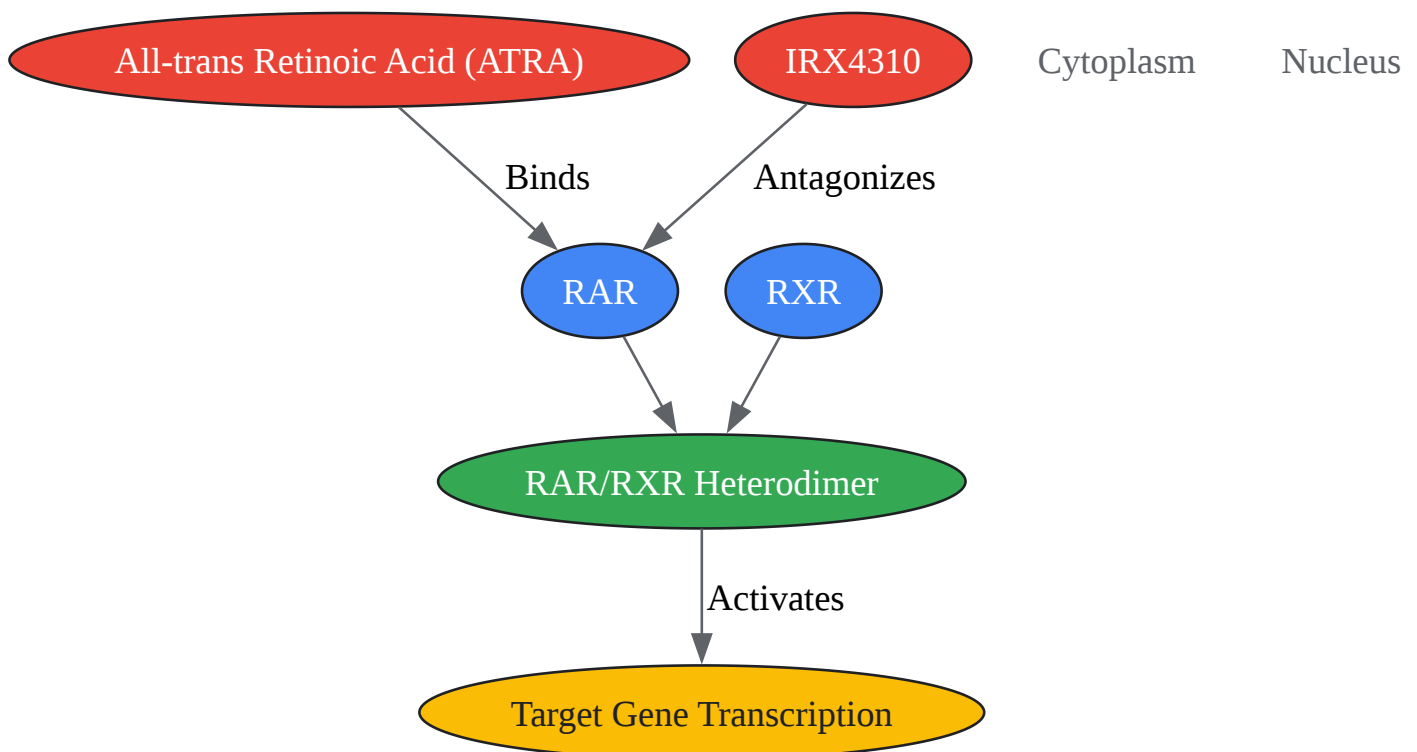 All-trans Retinoic Acid (ATRA)
IRX4310
Cytoplasm
Nucleus
Binds
Antagonizes
RAR
RXR
RAR/RXR Heterodimer
Activates
Target Gene Transcription